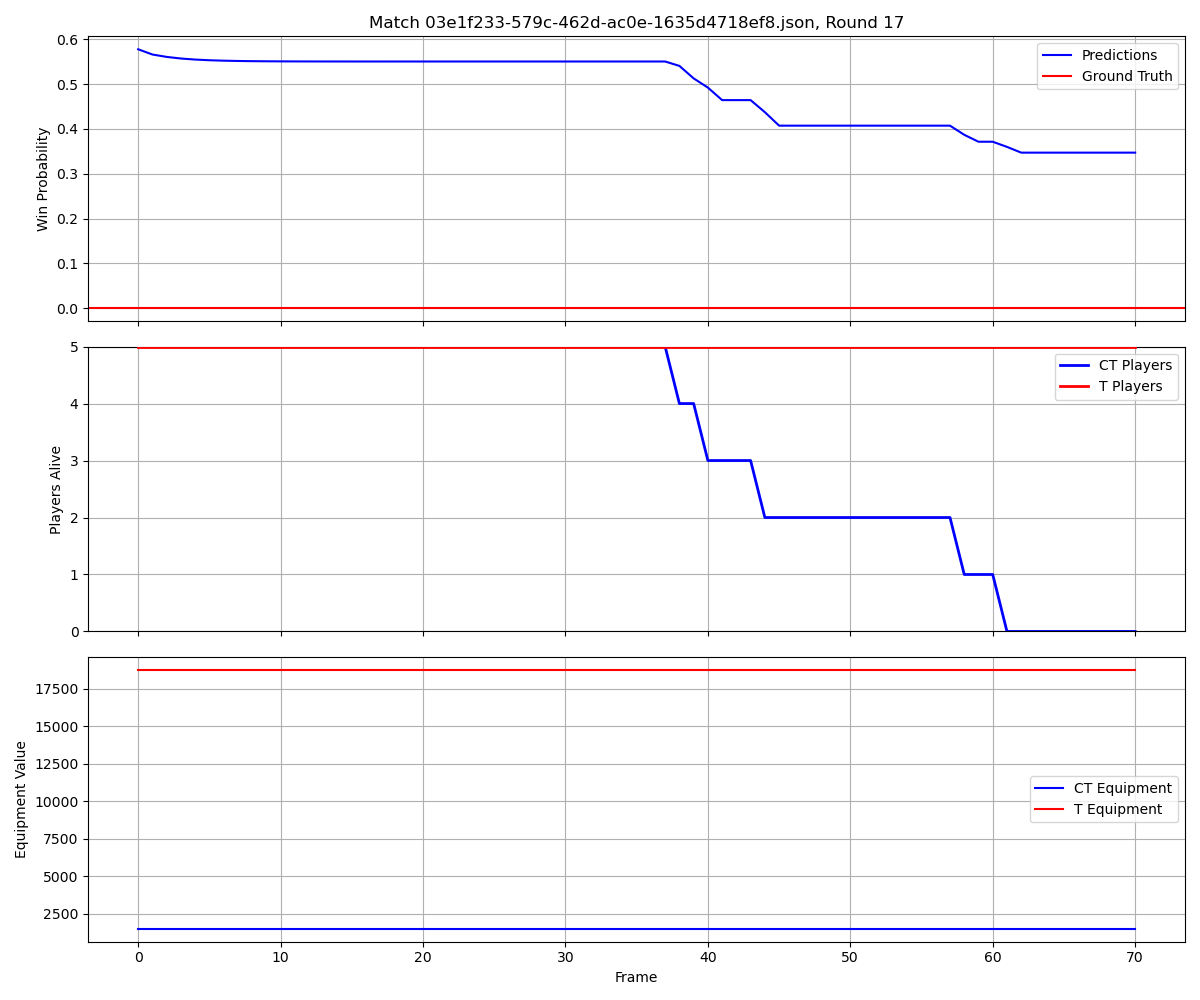 Match 03e1f233-579c-462d-ac0e-1635d4718ef8.json, Round 17
Win Probability
0.6
0.5
0.4
0.3
0.2
0.1
0.0
Predictions
Ground Truth
Players Alive
5
4
3
2
1
0
CT Players
T Players
Equipment Value
17500
15000
12500
10000
7500
5000
2500
CT Equipment
T Equipment
0 10 20 30 40 50 60 70
Frame